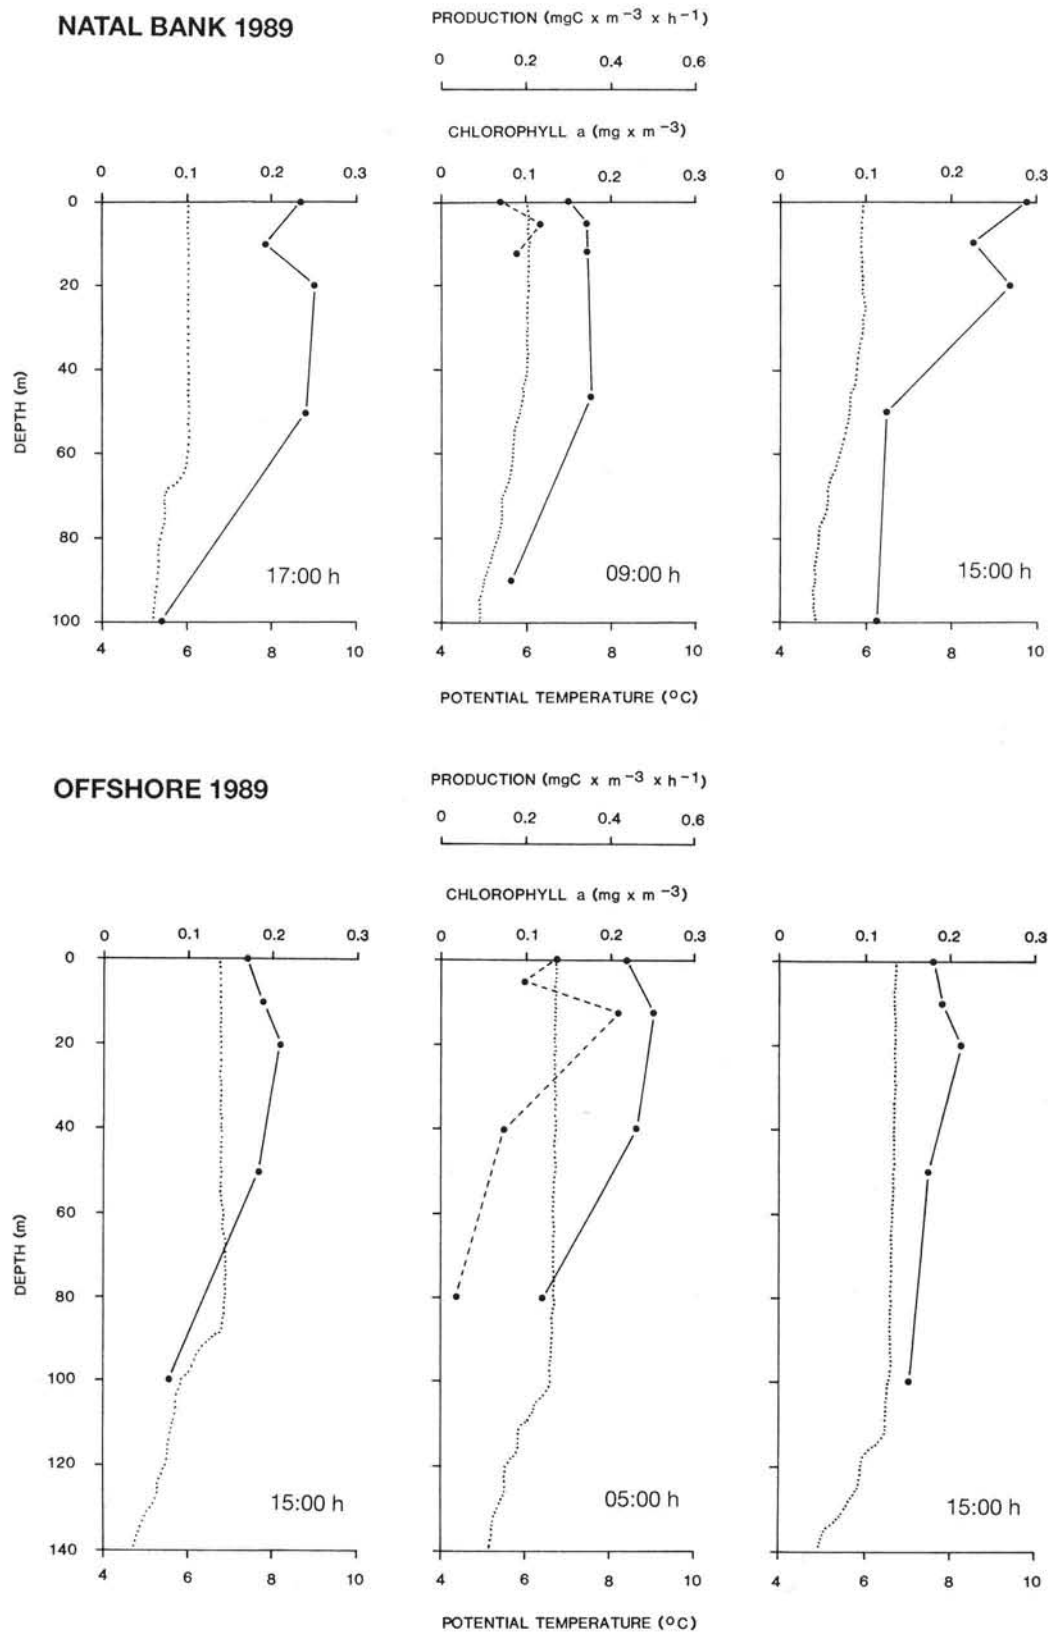 NATAL BANK 1989
PRODUCTION (mgC x m⁻³ x h⁻¹)
0 0.2 0.4 0.6
CHLOROPHYLL a (mg x m⁻³)
0 0.1 0.2 0.3 0 0.1 0.2 0.3 0 0.1 0.2 0.3
0
20
40
DEPTH (m)
60
80
17:00 h 09:00 h 15:00 h
100
4 6 8 10 4 6 8 10 4 6 8 10
POTENTIAL TEMPERATURE (°C)
OFFSHORE 1989
PRODUCTION (mgC x m⁻³ x h⁻¹)
0 0.2 0.4 0.6
CHLOROPHYLL a (mg x m⁻³)
0 0.1 0.2 0.3 0 0.1 0.2 0.3 0 0.1 0.2 0.3
0
20
40
60
DEPTH (m)
80
100
120
15:00 h 05:00 h 15:00 h
140
4 6 8 10 4 6 8 10 4 6 8 10
POTENTIAL TEMPERATURE (°C)